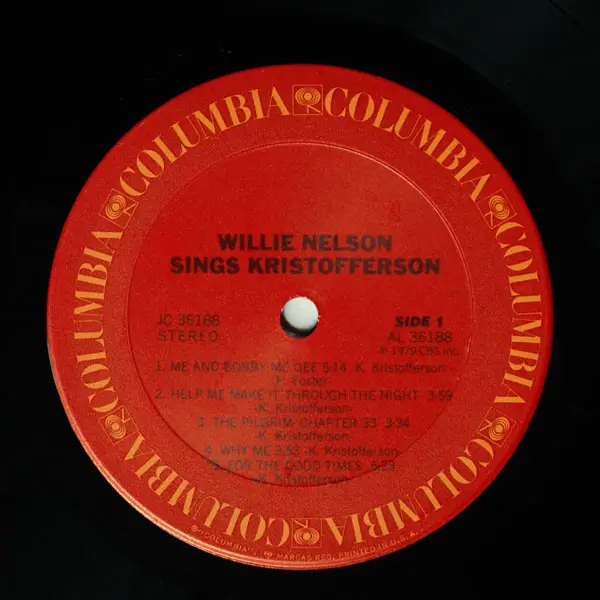 COLUMBIA COLUMBIA COLUMBIA COLUMBIA COLUMBIA COLUMBIA
WILLIE NELSON
SINGS KRISTOFFERSON
JC 36188
STEREO
SIDE 1
AL 36188
℗ 1979 CBS Inc.
1. ME AND BOBBY MC GEE 5:14 -K. Kristofferson -
F. Foster-
2. HELP ME MAKE IT THROUGH THE NIGHT 3:59
-K. Kristofferson-
3. THE PILGRIM: CHAPTER 33 3:34
-K. Kristofferson-
4. WHY ME 3:53 -K. Kristofferson-
*5. FOR THE GOOD TIMES 5:23
-K. Kristofferson-
®-"COLUMBIA", MARCAS REG. PRINTED IN U.S.A.